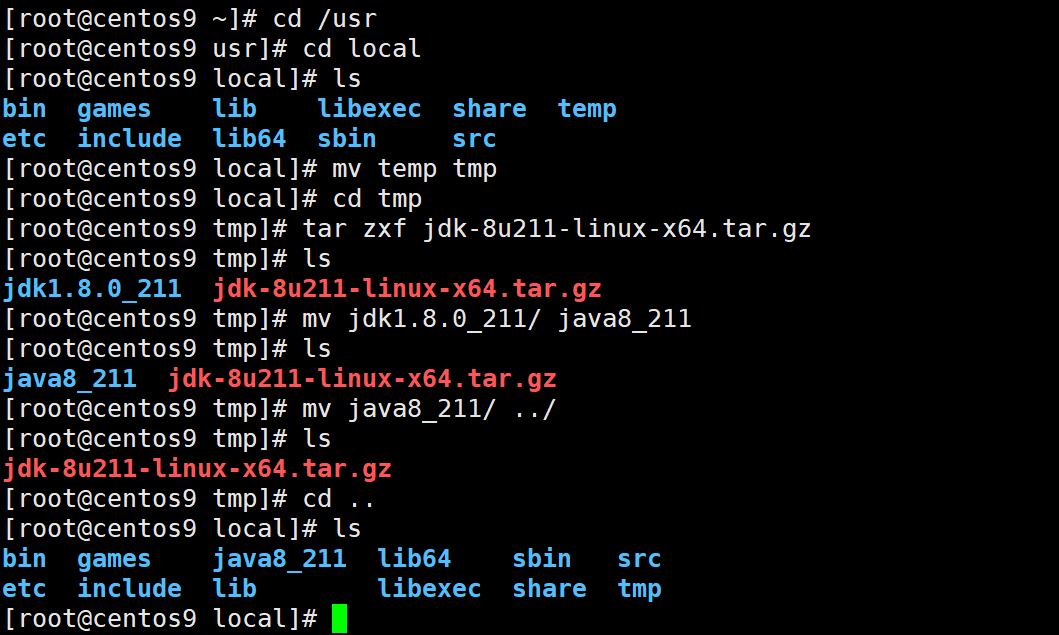 [root@centos9 ~]# cd /usr
[root@centos9 usr]# cd local
[root@centos9 local]# ls
bin  games    lib    libexec  share  temp
etc  include  lib64  sbin     src
[root@centos9 local]# mv temp tmp
[root@centos9 local]# cd tmp
[root@centos9 tmp]# tar zxf jdk-8u211-linux-x64.tar.gz
[root@centos9 tmp]# ls
jdk1.8.0_211  jdk-8u211-linux-x64.tar.gz
[root@centos9 tmp]# mv jdk1.8.0_211/ java8_211
[root@centos9 tmp]# ls
java8_211  jdk-8u211-linux-x64.tar.gz
[root@centos9 tmp]# mv java8_211/ ../
[root@centos9 tmp]# ls
jdk-8u211-linux-x64.tar.gz
[root@centos9 tmp]# cd ..
[root@centos9 local]# ls
bin  games    java8_211  lib64    sbin   src
etc  include  lib        libexec  share  tmp
[root@centos9 local]#